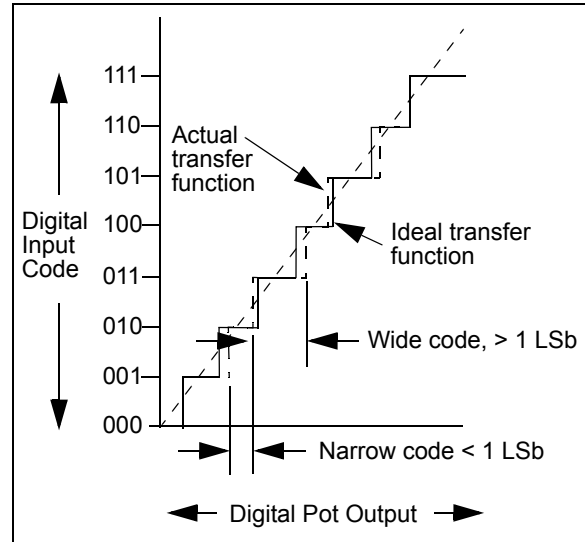 111
110
101
100
011
010
001
000
Digital
Input
Code
Actual
transfer
function
Ideal transfer
function
Wide code, > 1 LSb
Narrow code < 1 LSb
Digital Pot Output